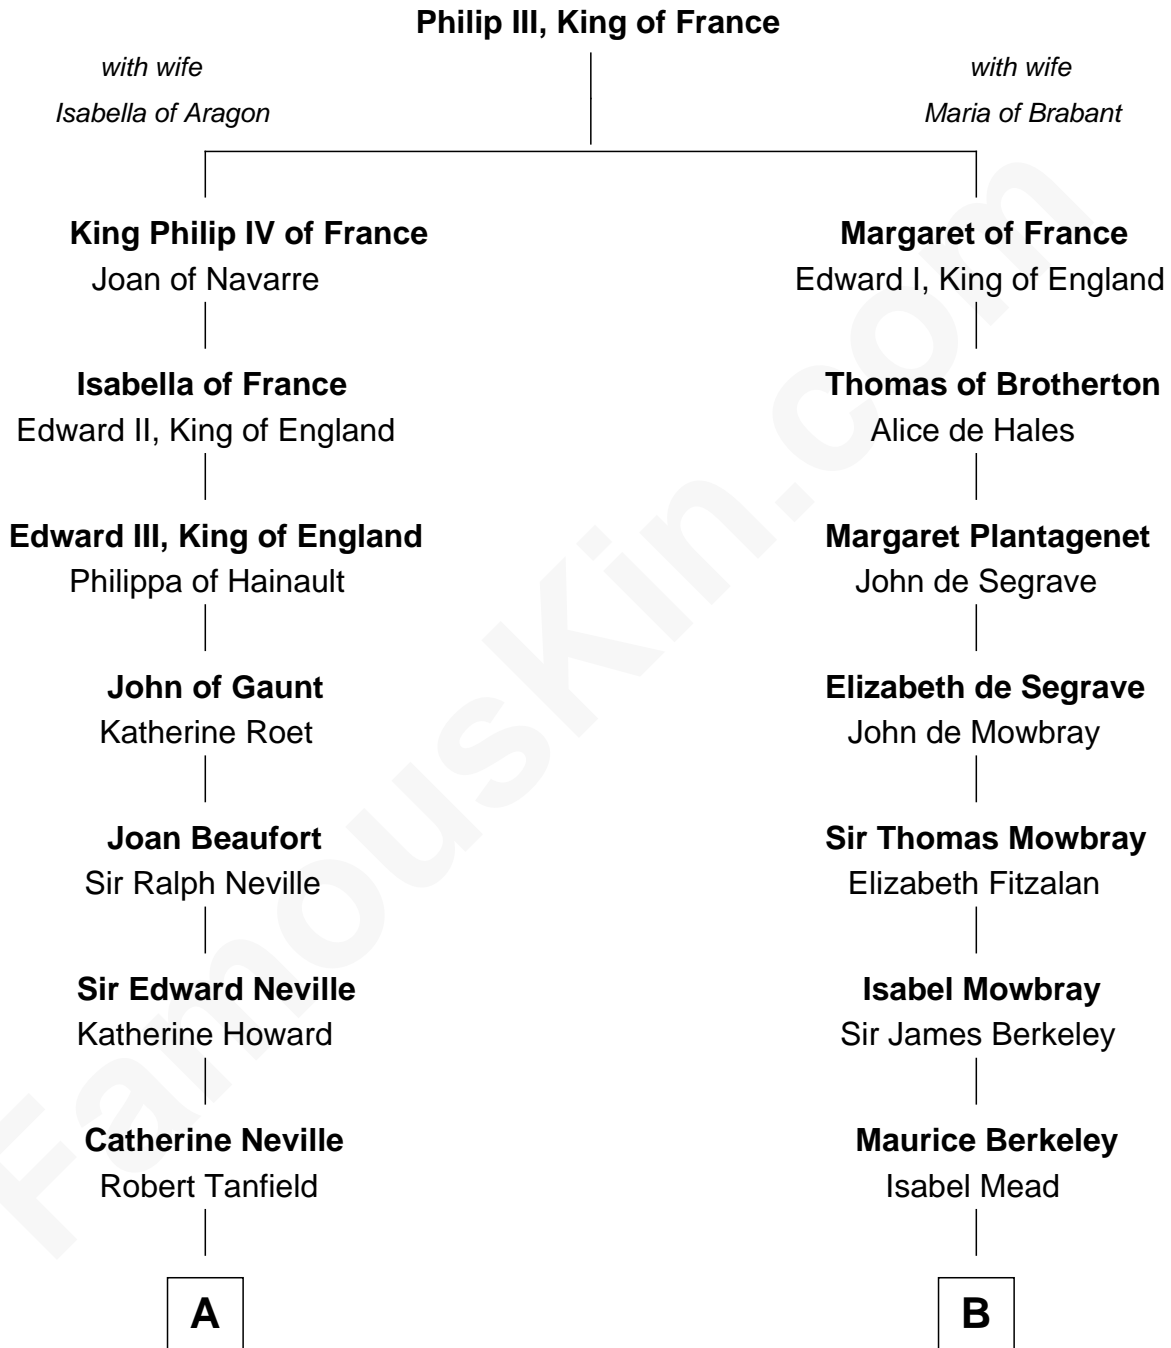 Philip III, King of France
with wife
Isabella of Aragon
with wife
Maria of Brabant
King Philip IV of France
Joan of Navarre
Margaret of France
Edward I, King of England
Isabella of France
Edward II, King of England
Thomas of Brotherton
Alice de Hales
Edward III, King of England
Philippa of Hainault
Margaret Plantagenet
John de Segrave
John of Gaunt
Katherine Roet
Elizabeth de Segrave
John de Mowbray
Joan Beaufort
Sir Ralph Neville
Sir Thomas Mowbray
Elizabeth Fitzalan
Sir Edward Neville
Katherine Howard
Isabel Mowbray
Sir James Berkeley
Catherine Neville
Robert Tanfield
Maurice Berkeley
Isabel Mead
A
B
FamousKin.com